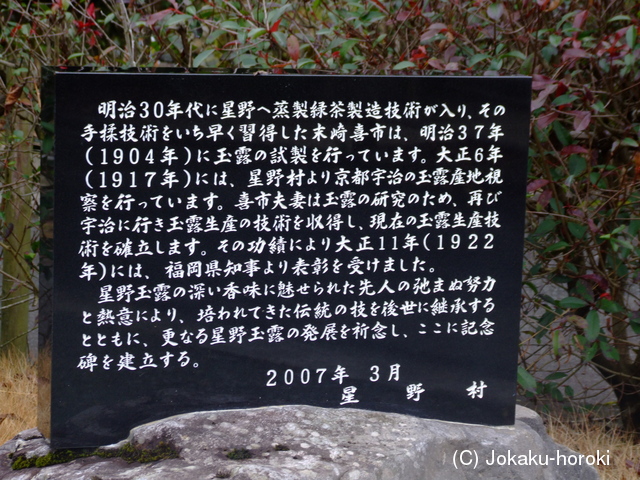 明治30年代に星野へ蒸製緑茶製造技術が入り、その
手揉技術をいち早く習得した末崎喜市は、明治37年
(1904年)に玉露の試製を行っています。大正6年
(1917年)には、星野村より京都宇治の玉露産地視
察を行っています。喜市夫妻は玉露の研究のため、再び
宇治に行き玉露生産の技術を収得し、現在の玉露生産技
術を確立します。その功績により大正11年(1922
年)には、福岡県知事より表彰を受けました。
星野玉露の深い香味に魅せられた先人の弛まぬ努力
と熱意により、培われてきた伝統の技を後世に継承する
とともに、更なる星野玉露の発展を祈念し、ここに記念
碑を建立する。
2007年 3月
星 野 村
(C) Jokaku-horoki